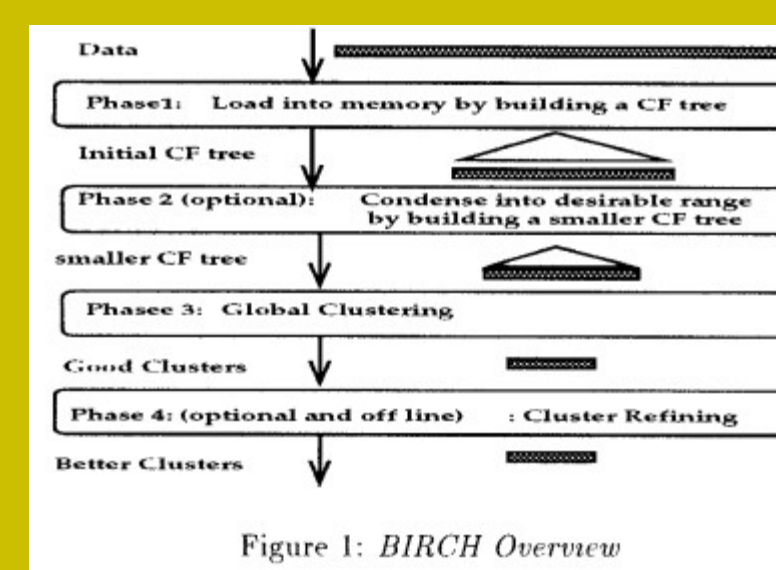 Data
Phase1: Load into memory by building a CF tree
Initial CF tree
Phase 2 (optional): Condense into desirable range
by building a smaller CF tree
smaller CF tree
Phasee 3: Global Clustering
Good Clusters
Phase 4: (optional and off line) : Cluster Refining
Better Clusters
Figure 1: BIRCH Overview